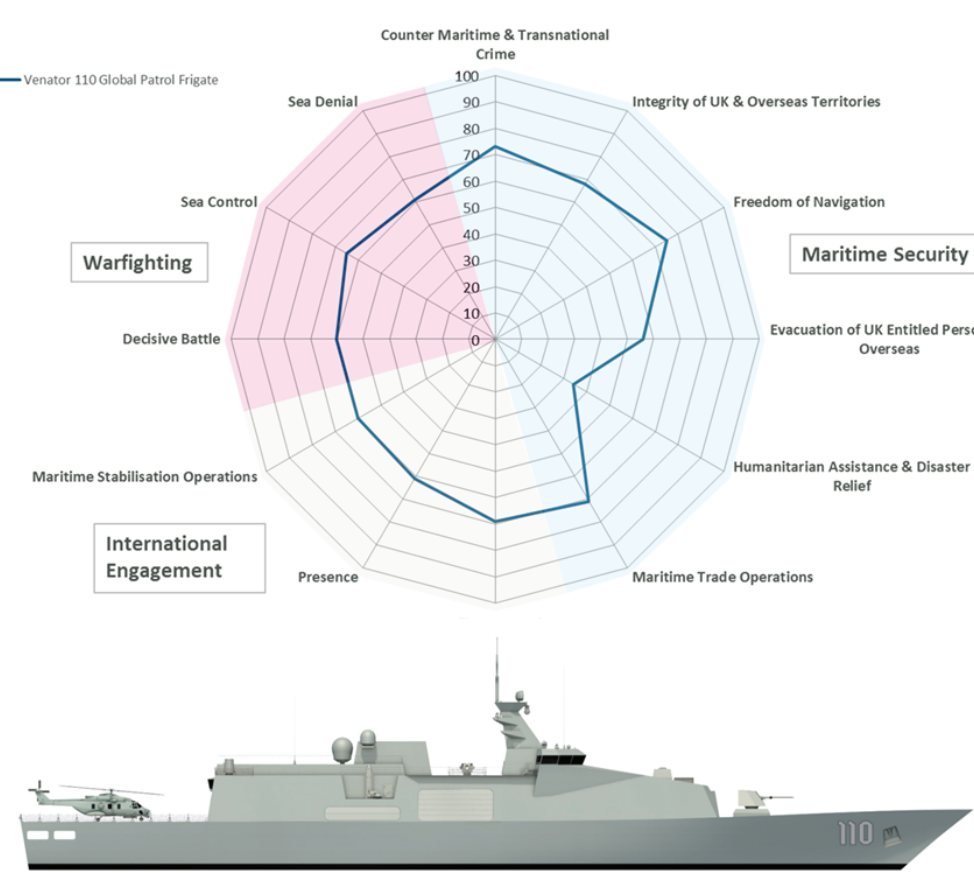 Counter Maritime & Transnational
Crime
Venator 110 Global Patrol Frigate
100
90
80
70
60
50
40
30
20
10
0
Sea Denial
Integrity of UK & Overseas Territories
Sea Control
Freedom of Navigation
Warfighting
Maritime Security
Decisive Battle
Evacuation of UK Entitled Perso
Overseas
Maritime Stabilisation Operations
Humanitarian Assistance & Disaster
Relief
International
Engagement
Presence
Maritime Trade Operations
110